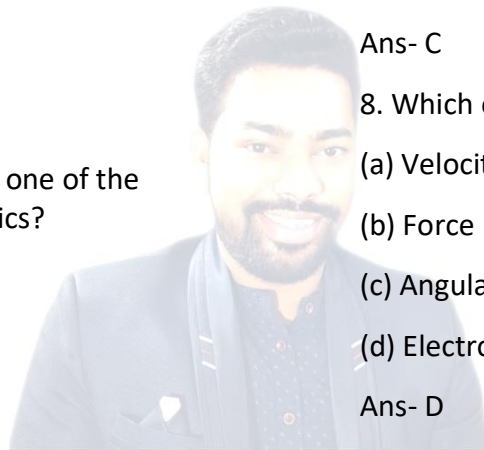 one of the
ics?
Ans- C
8. Which
(a) Velocit
(b) Force
(c) Angula
(d) Electro
Ans- D